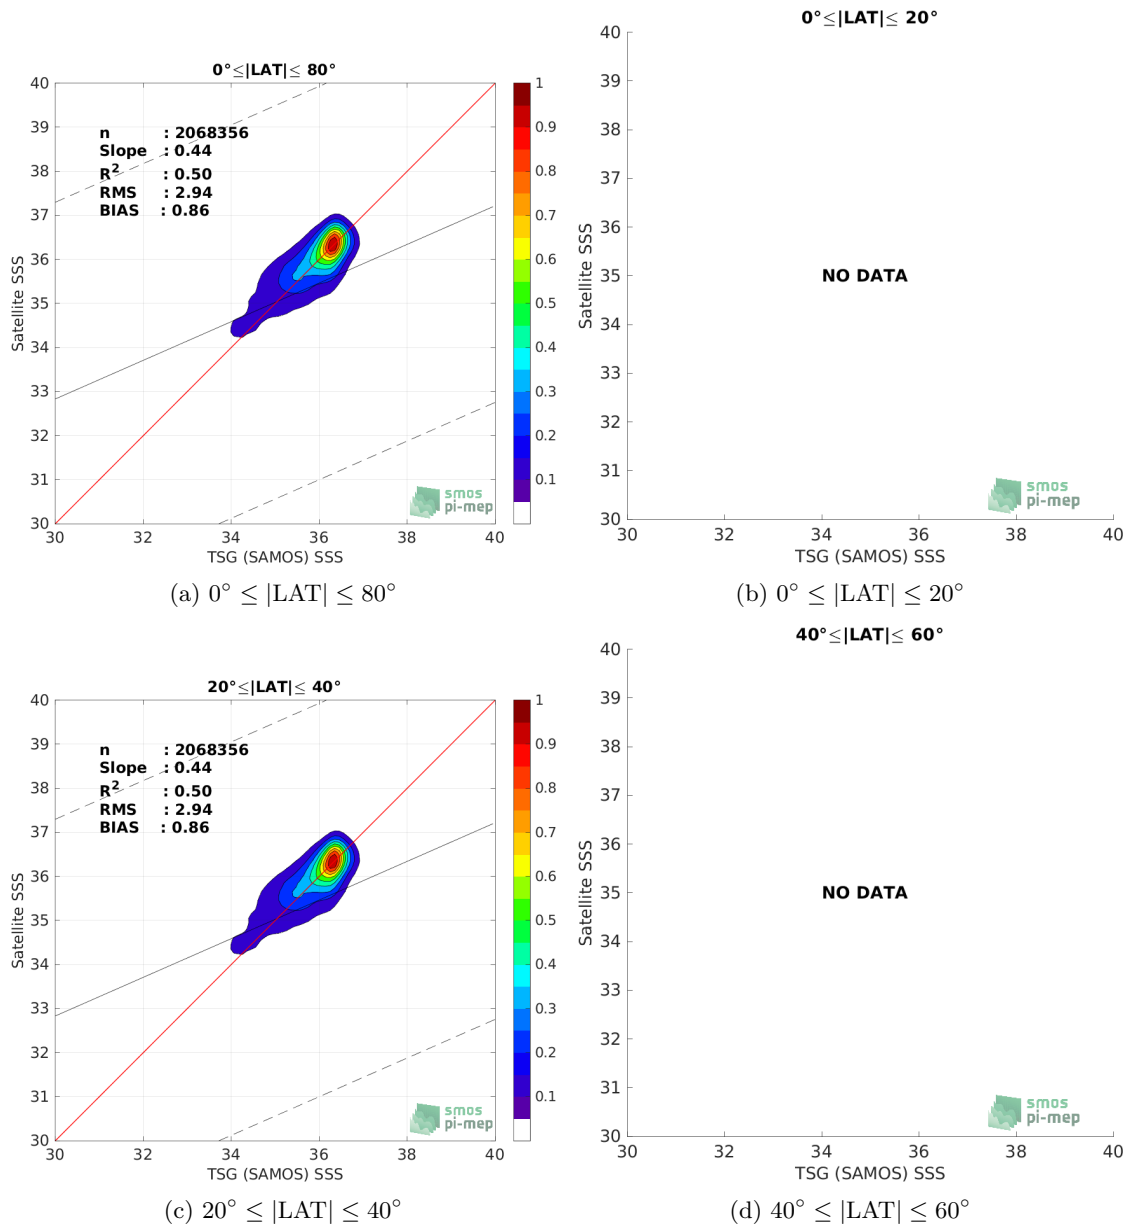 0°≤|LAT|≤ 80°
40
39
38
37
36
35
34
33
32
31
30
Satellite SSS
n : 2068356
Slope : 0.44
R² : 0.50
RMS : 2.94
BIAS : 0.86
1
0.9
0.8
0.7
0.6
0.5
0.4
0.3
0.2
0.1
smos
pi-mep
30 32 34 36 38 40
TSG (SAMOS) SSS
(a) 0° ≤ |LAT| ≤ 80°
0°≤|LAT|≤ 20°
40
39
38
37
36
35
34
33
32
31
30
Satellite SSS
NO DATA
smos
pi-mep
30 32 34 36 38 40
TSG (SAMOS) SSS
(b) 0° ≤ |LAT| ≤ 20°
20°≤|LAT|≤ 40°
40
39
38
37
36
35
34
33
32
31
30
Satellite SSS
n : 2068356
Slope : 0.44
R² : 0.50
RMS : 2.94
BIAS : 0.86
1
0.9
0.8
0.7
0.6
0.5
0.4
0.3
0.2
0.1
smos
pi-mep
30 32 34 36 38 40
TSG (SAMOS) SSS
(c) 20° ≤ |LAT| ≤ 40°
40°≤|LAT|≤ 60°
40
39
38
37
36
35
34
33
32
31
30
Satellite SSS
NO DATA
smos
pi-mep
30 32 34 36 38 40
TSG (SAMOS) SSS
(d) 40° ≤ |LAT| ≤ 60°